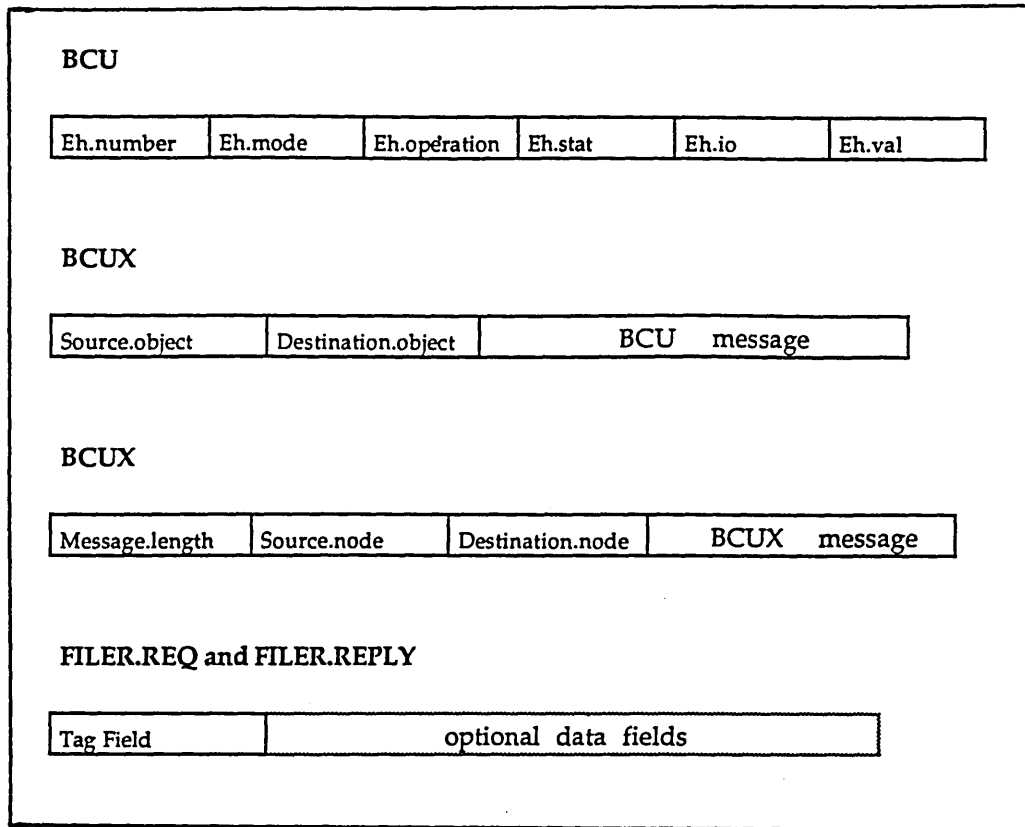 BCU
Eh.number Eh.mode Eh.operation Eh.stat Eh.io Eh.val
BCUX
Source.object Destination.object BCU message
BCUX
Message.length Source.node Destination.node BCUX message
FILER.REQ and FILER.REPLY
Tag Field optional data fields